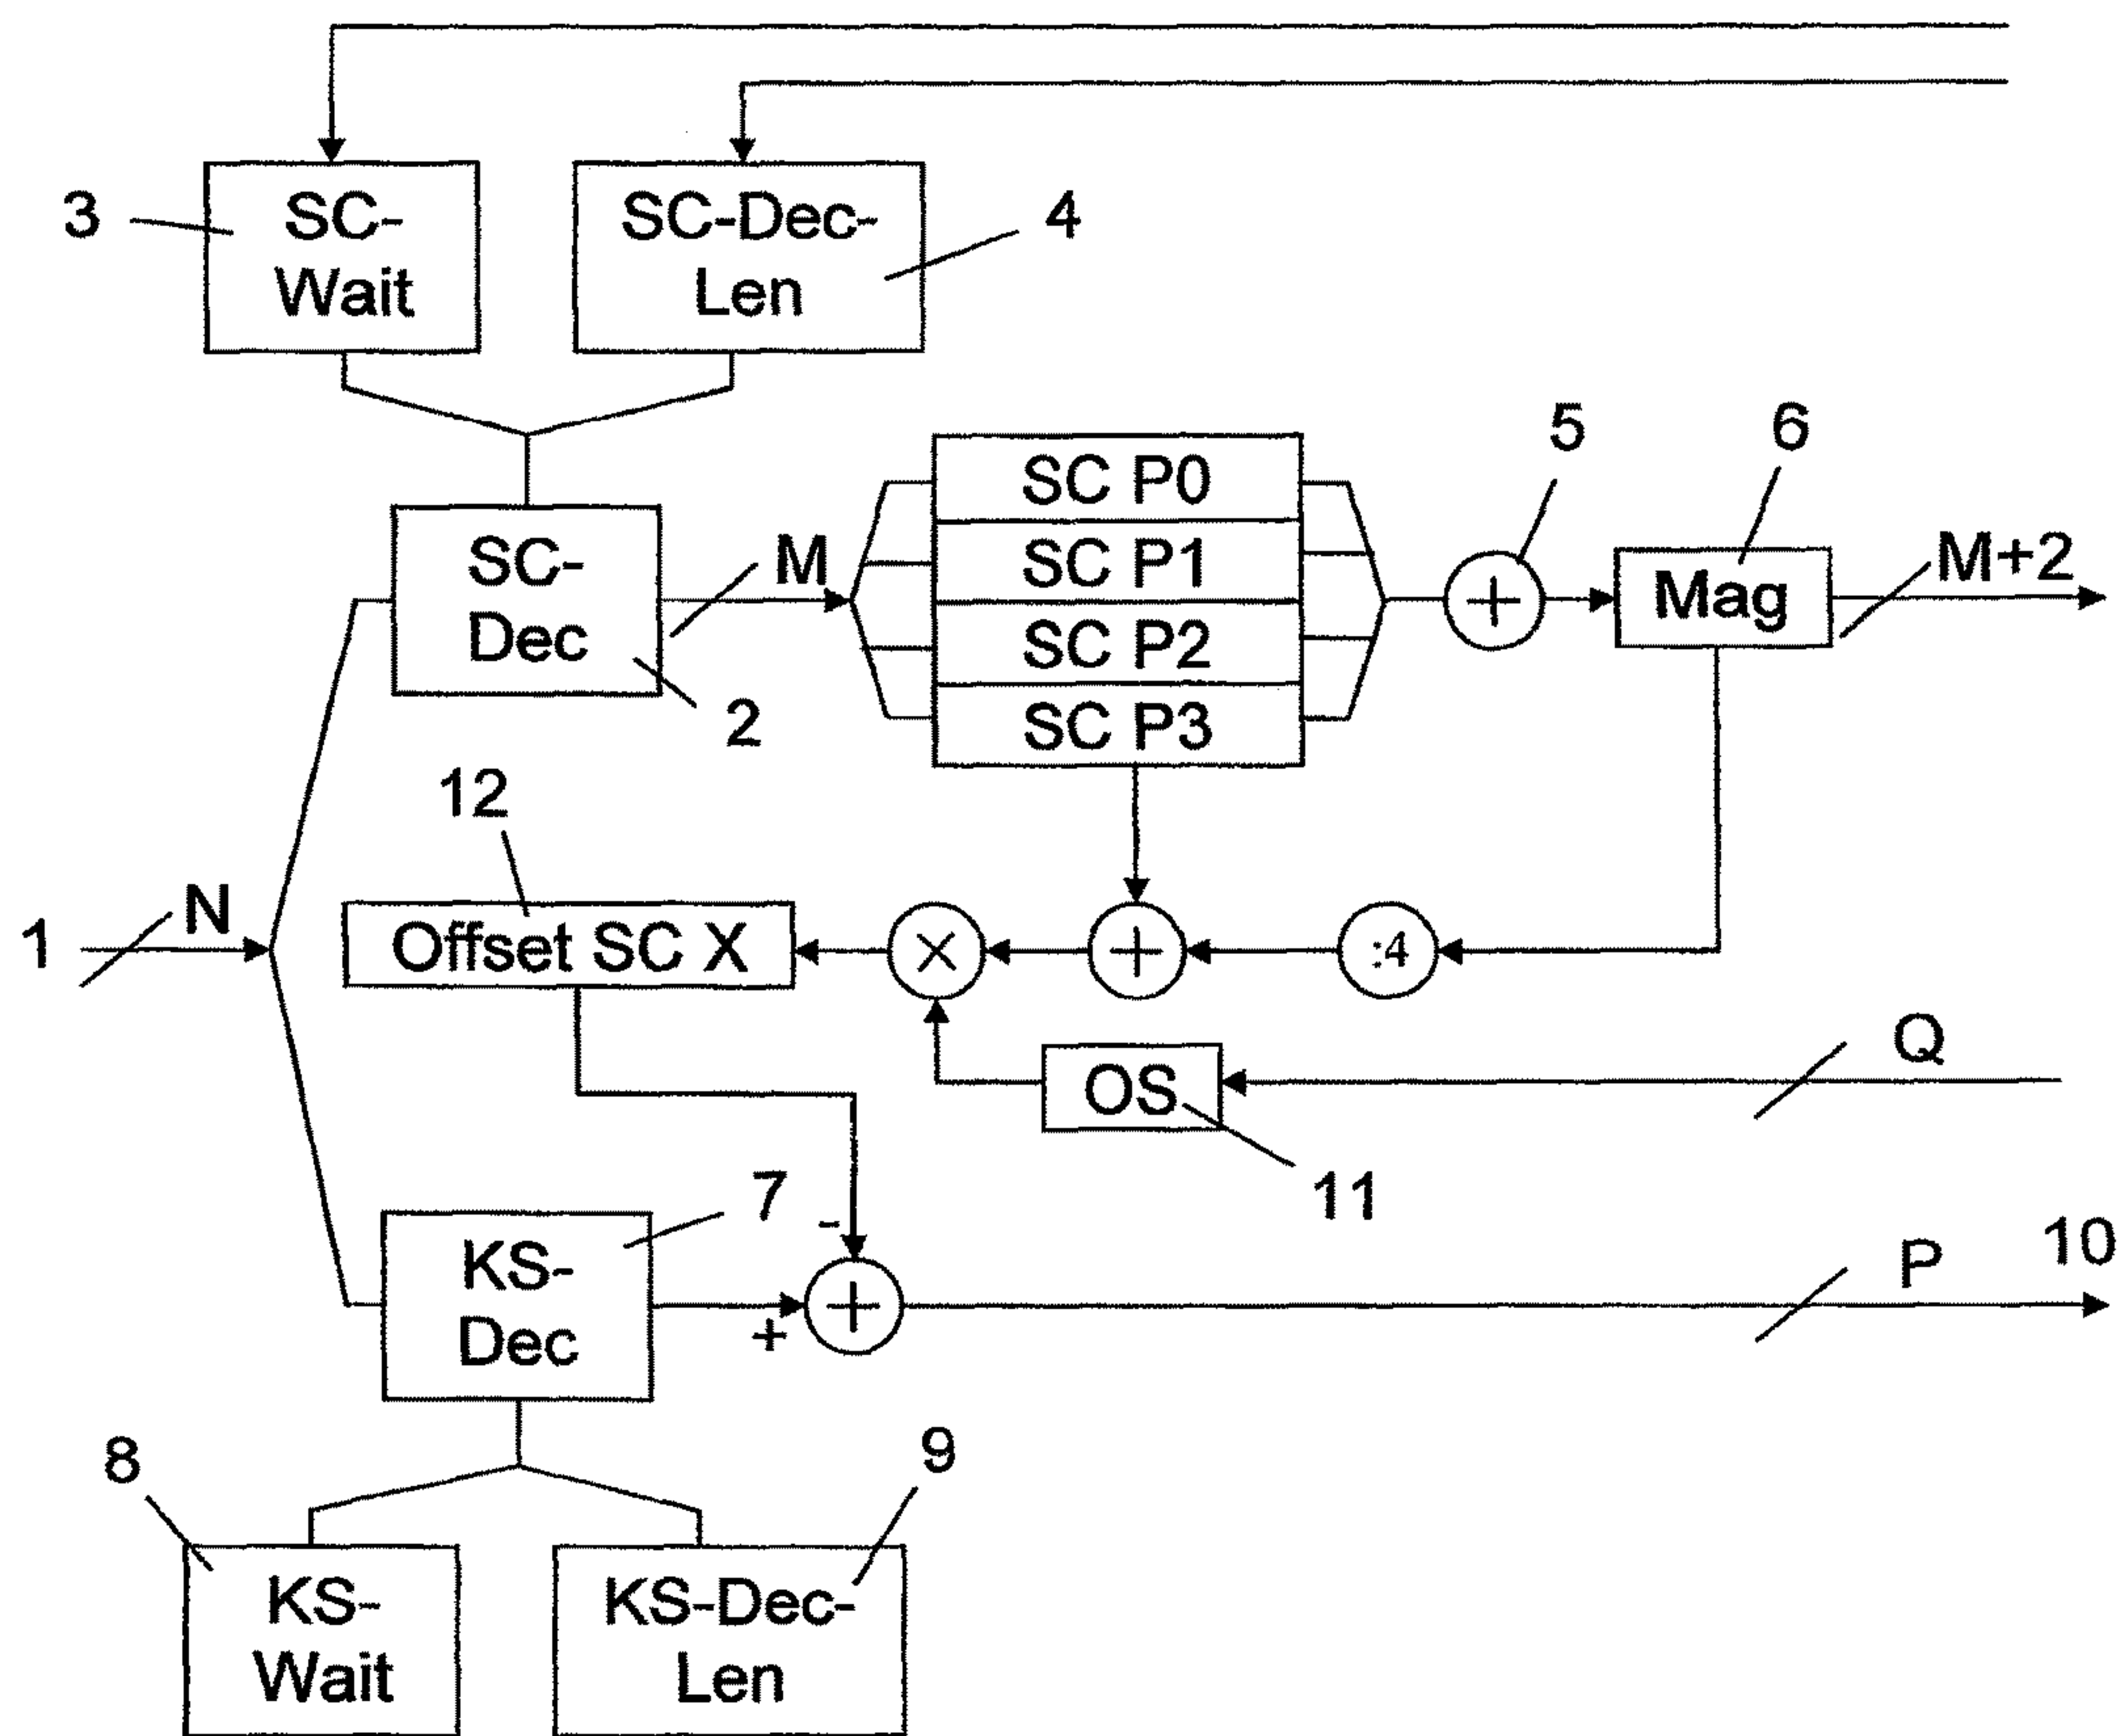 3
SC-
Wait
SC-Dec-
Len
4
SC-
Dec
2
M
SC P0
SC P1
SC P2
SC P3
5
+
6
Mag
M+2
12
1
N
Offset SC X
×
+
:4
OS
11
Q
7
KS-
Dec
-
+
+
P
10
8
KS-
Wait
9
KS-Dec-
Len